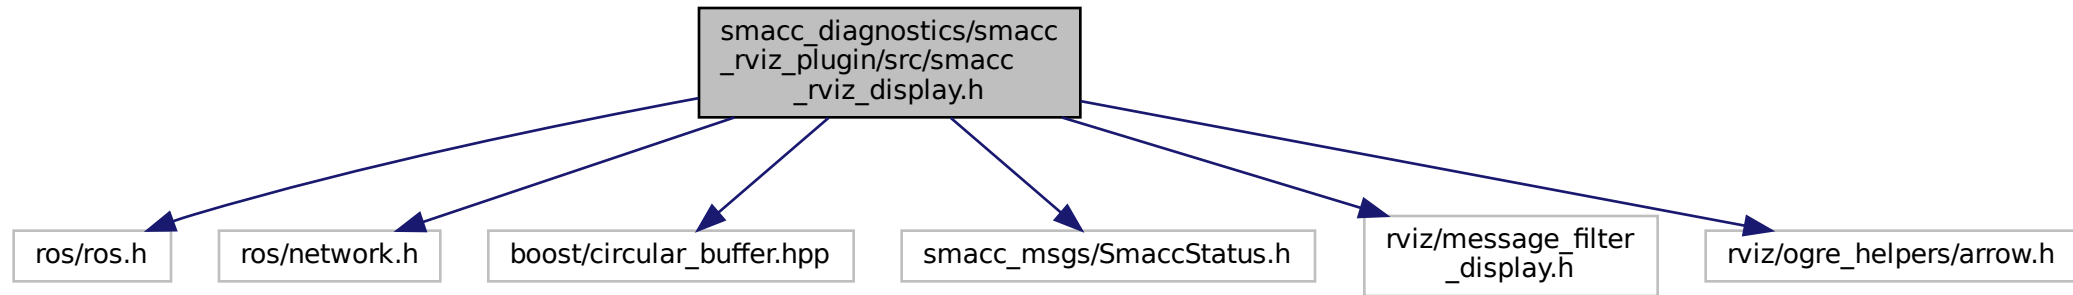 smacc_diagnostics/smacc
_rviz_plugin/src/smacc
_rviz_display.h
ros/ros.h
ros/network.h
boost/circular_buffer.hpp
smacc_msgs/SmaccStatus.h
rviz/message_filter
_display.h
rviz/ogre_helpers/arrow.h